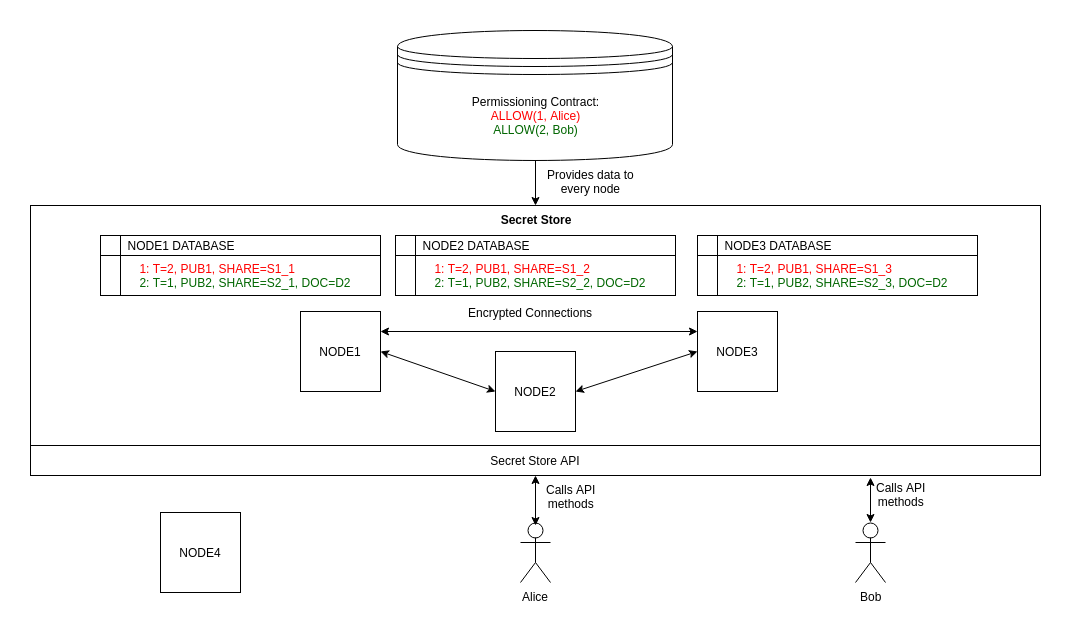 Permissioning Contract:
ALLOW(1, Alice)
ALLOW(2, Bob)
Provides data to
every node
Secret Store
NODE1 DATABASE
1: T=2, PUB1, SHARE=S1_1
2: T=1, PUB2, SHARE=S2_1, DOC=D2
NODE2 DATABASE
1: T=2, PUB1, SHARE=S1_2
2: T=1, PUB2, SHARE=S2_2, DOC=D2
NODE3 DATABASE
1: T=2, PUB1, SHARE=S1_3
2: T=1, PUB2, SHARE=S2_3, DOC=D2
Encrypted Connections
NODE1
NODE2
NODE3
Secret Store API
Calls API
methods
Calls API
methods
NODE4
Alice
Bob